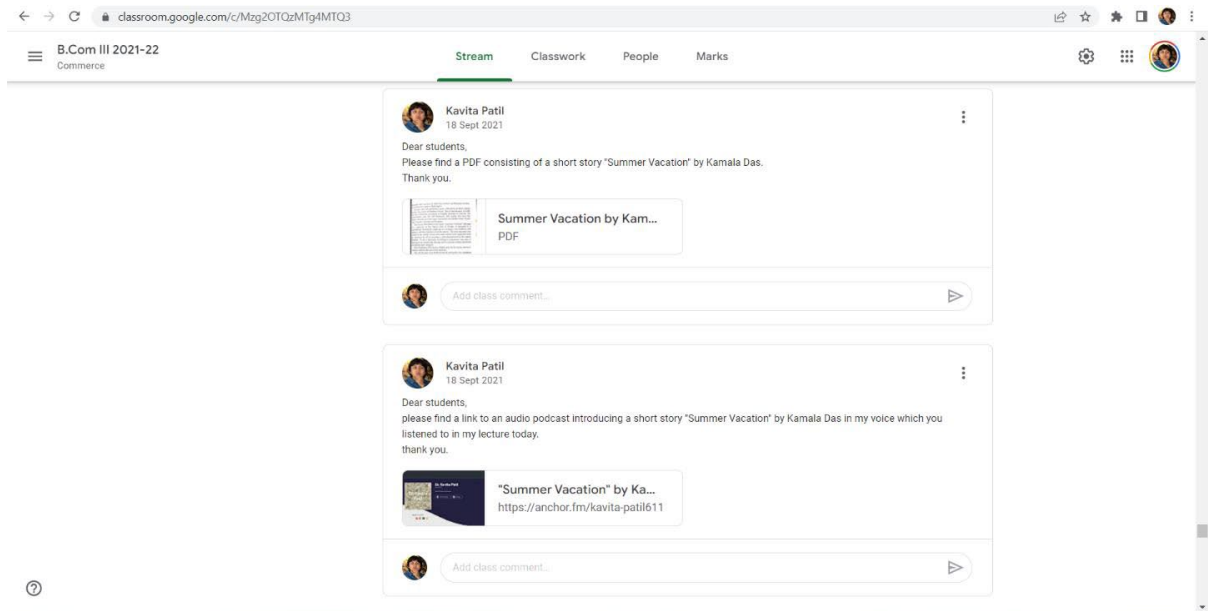 classroom.google.com/c/Mzg2OTQzMTg4MTQ3
B.Com III 2021-22
Commerce
Stream Classwork People Marks
Kavita Patil
18 Sept 2021
Dear students,
Please find a PDF consisting of a short story "Summer Vacation" by Kamala Das.
Thank you.
Summer Vacation by Kam...
PDF
Add class comment...
Kavita Patil
18 Sept 2021
Dear students,
please find a link to an audio podcast introducing a short story "Summer Vacation" by Kamala Das in my voice which you
listened to in my lecture today.
thank you.
"Summer Vacation" by Ka...
https://anchor.fm/kavita-patil611
Add class comment...